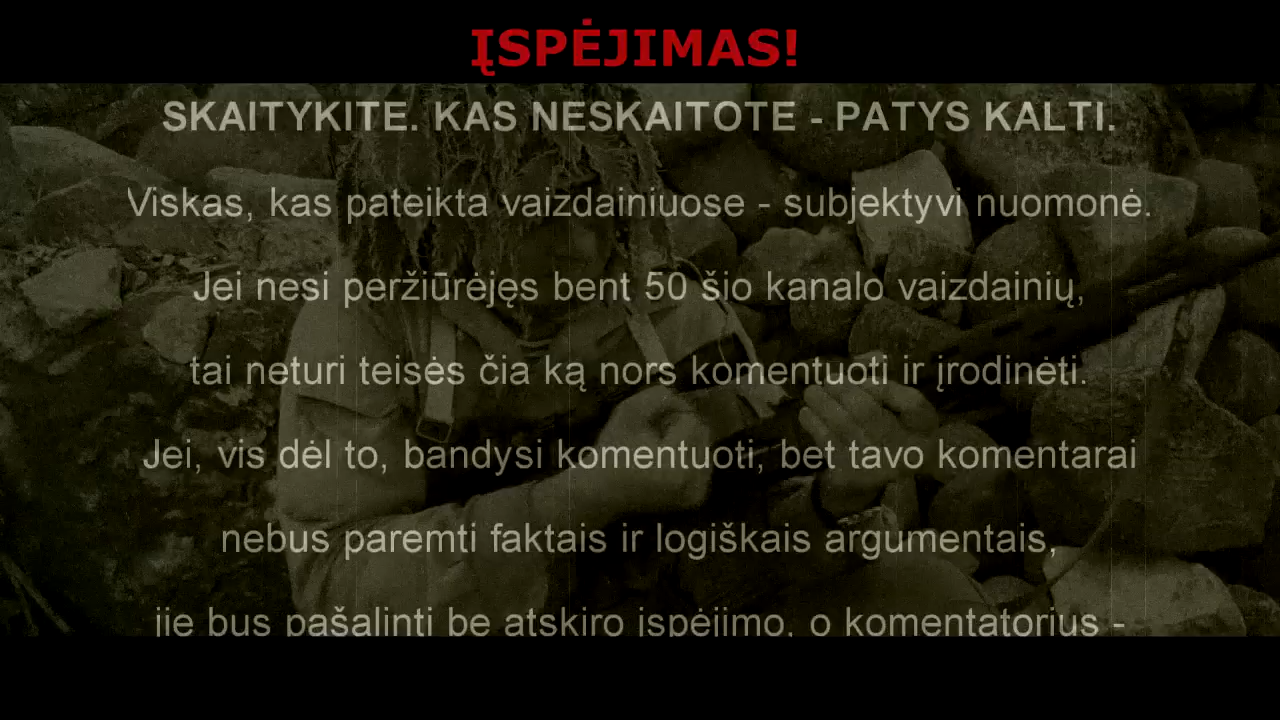 ĮSPĖJIMAS!
SKAITYKITE. KAS NESKAITOTE - PATYS KALTI.
Viskas, kas pateikta vaizdainiuose - subjektyvi nuomonė.
Jei nesi peržiūrėjęs bent 50 šio kanalo vaizdainių,
tai neturi teisės čia ką nors komentuoti ir įrodinėti.
Jei, vis dėl to, bandysi komentuoti, bet tavo komentarai
nebus paremti faktais ir logiškais argumentais,
jie bus pašalinti be atskiro įspėjimo, o komentatorius -